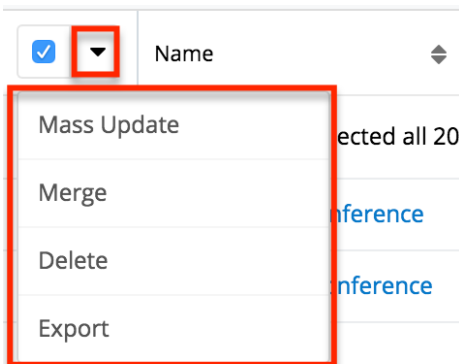 Name
Mass Update
ected all 20
Merge
nference
Delete
nference
Export